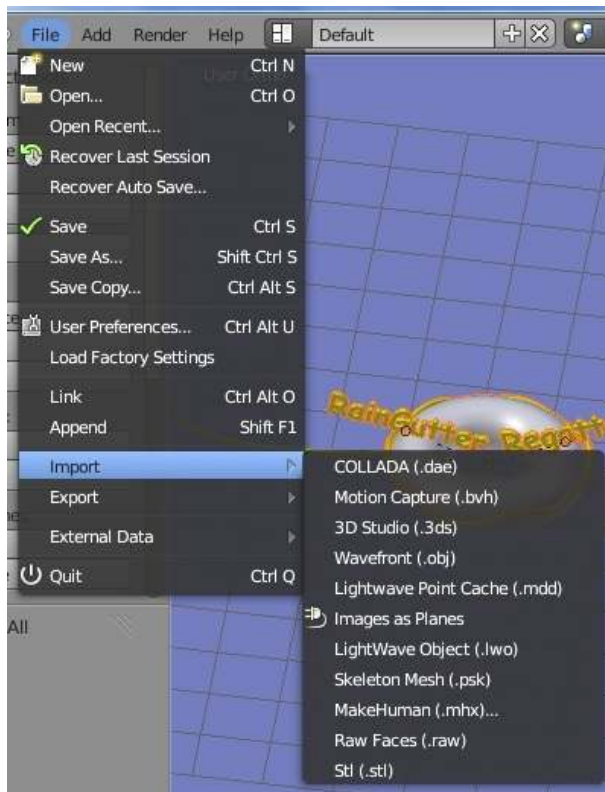 File Add Render Help Default
New Ctrl N
Open... Ctrl O
Open Recent...
Recover Last Session
Recover Auto Save...
Save Ctrl S
Save As... Shift Ctrl S
Save Copy... Ctrl Alt S
User Preferences... Ctrl Alt U
Load Factory Settings
Link Ctrl Alt O
Append Shift F1
RainGutter Regatt
Import
COLLADA (.dae)
Export
Motion Capture (.bvh)
3D Studio (.3ds)
External Data
Wavefront (.obj)
Quit Ctrl Q
Lightwave Point Cache (.mdd)
All
Images as Planes
LightWave Object (.lwo)
Skeleton Mesh (.psk)
MakeHuman (.mhx)...
Raw Faces (.raw)
Stl (.stl)